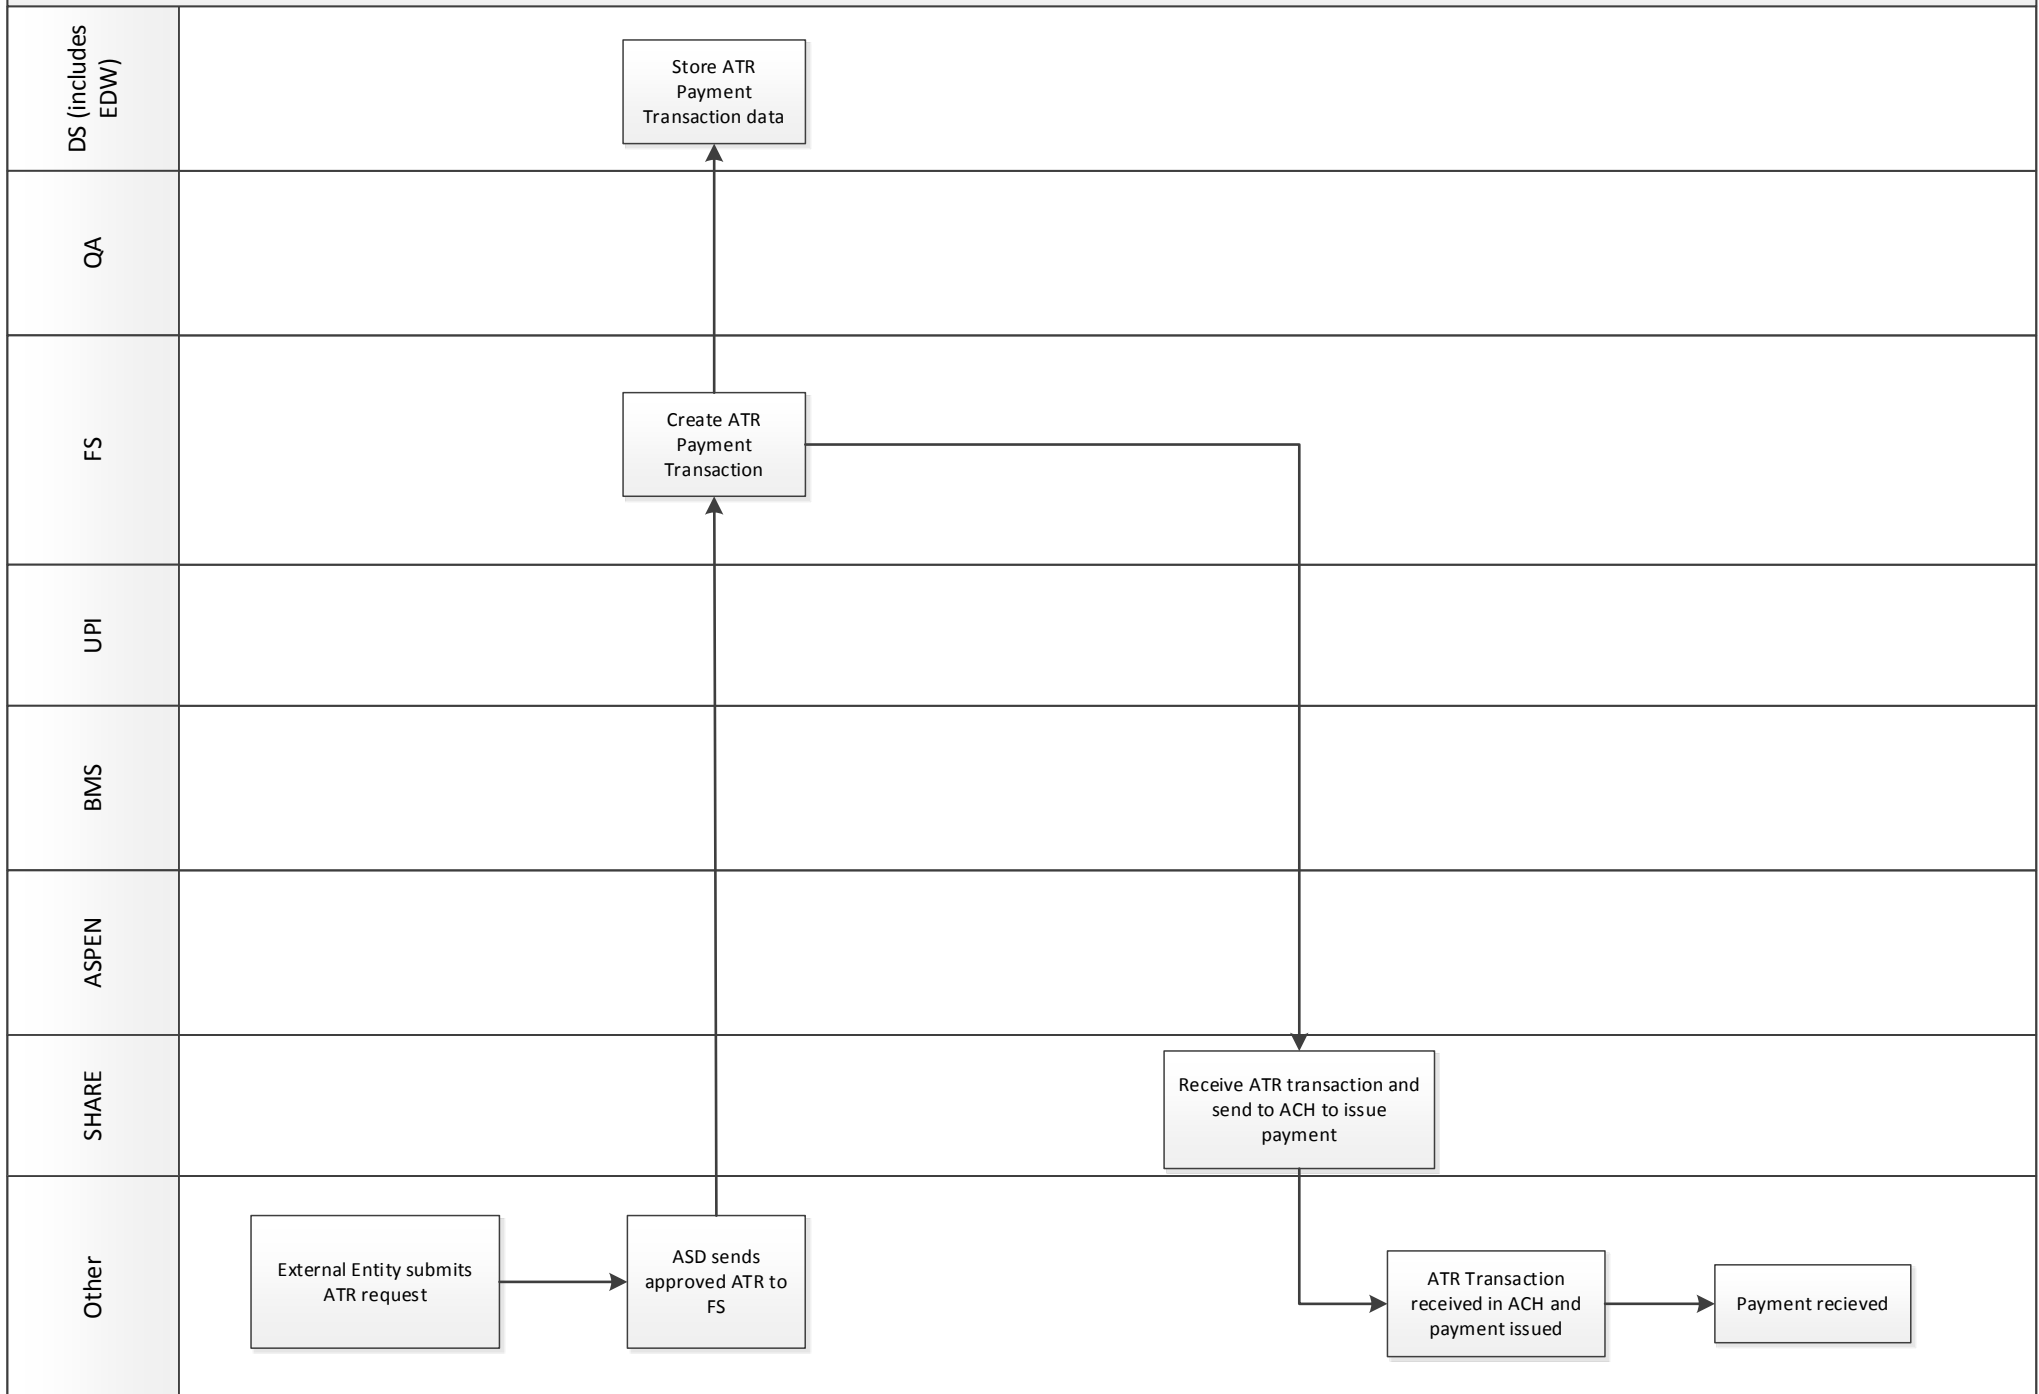 DS (includes
EDW)
Store ATR
Payment
Transaction data
QA
FS
Create ATR
Payment
Transaction
UPI
BMS
ASPEN
SHARE
Receive ATR transaction and
send to ACH to issue
payment
Other
External Entity submits
ATR request
ASD sends
approved ATR to
FS
ATR Transaction
received in ACH and
payment issued
Payment recieved